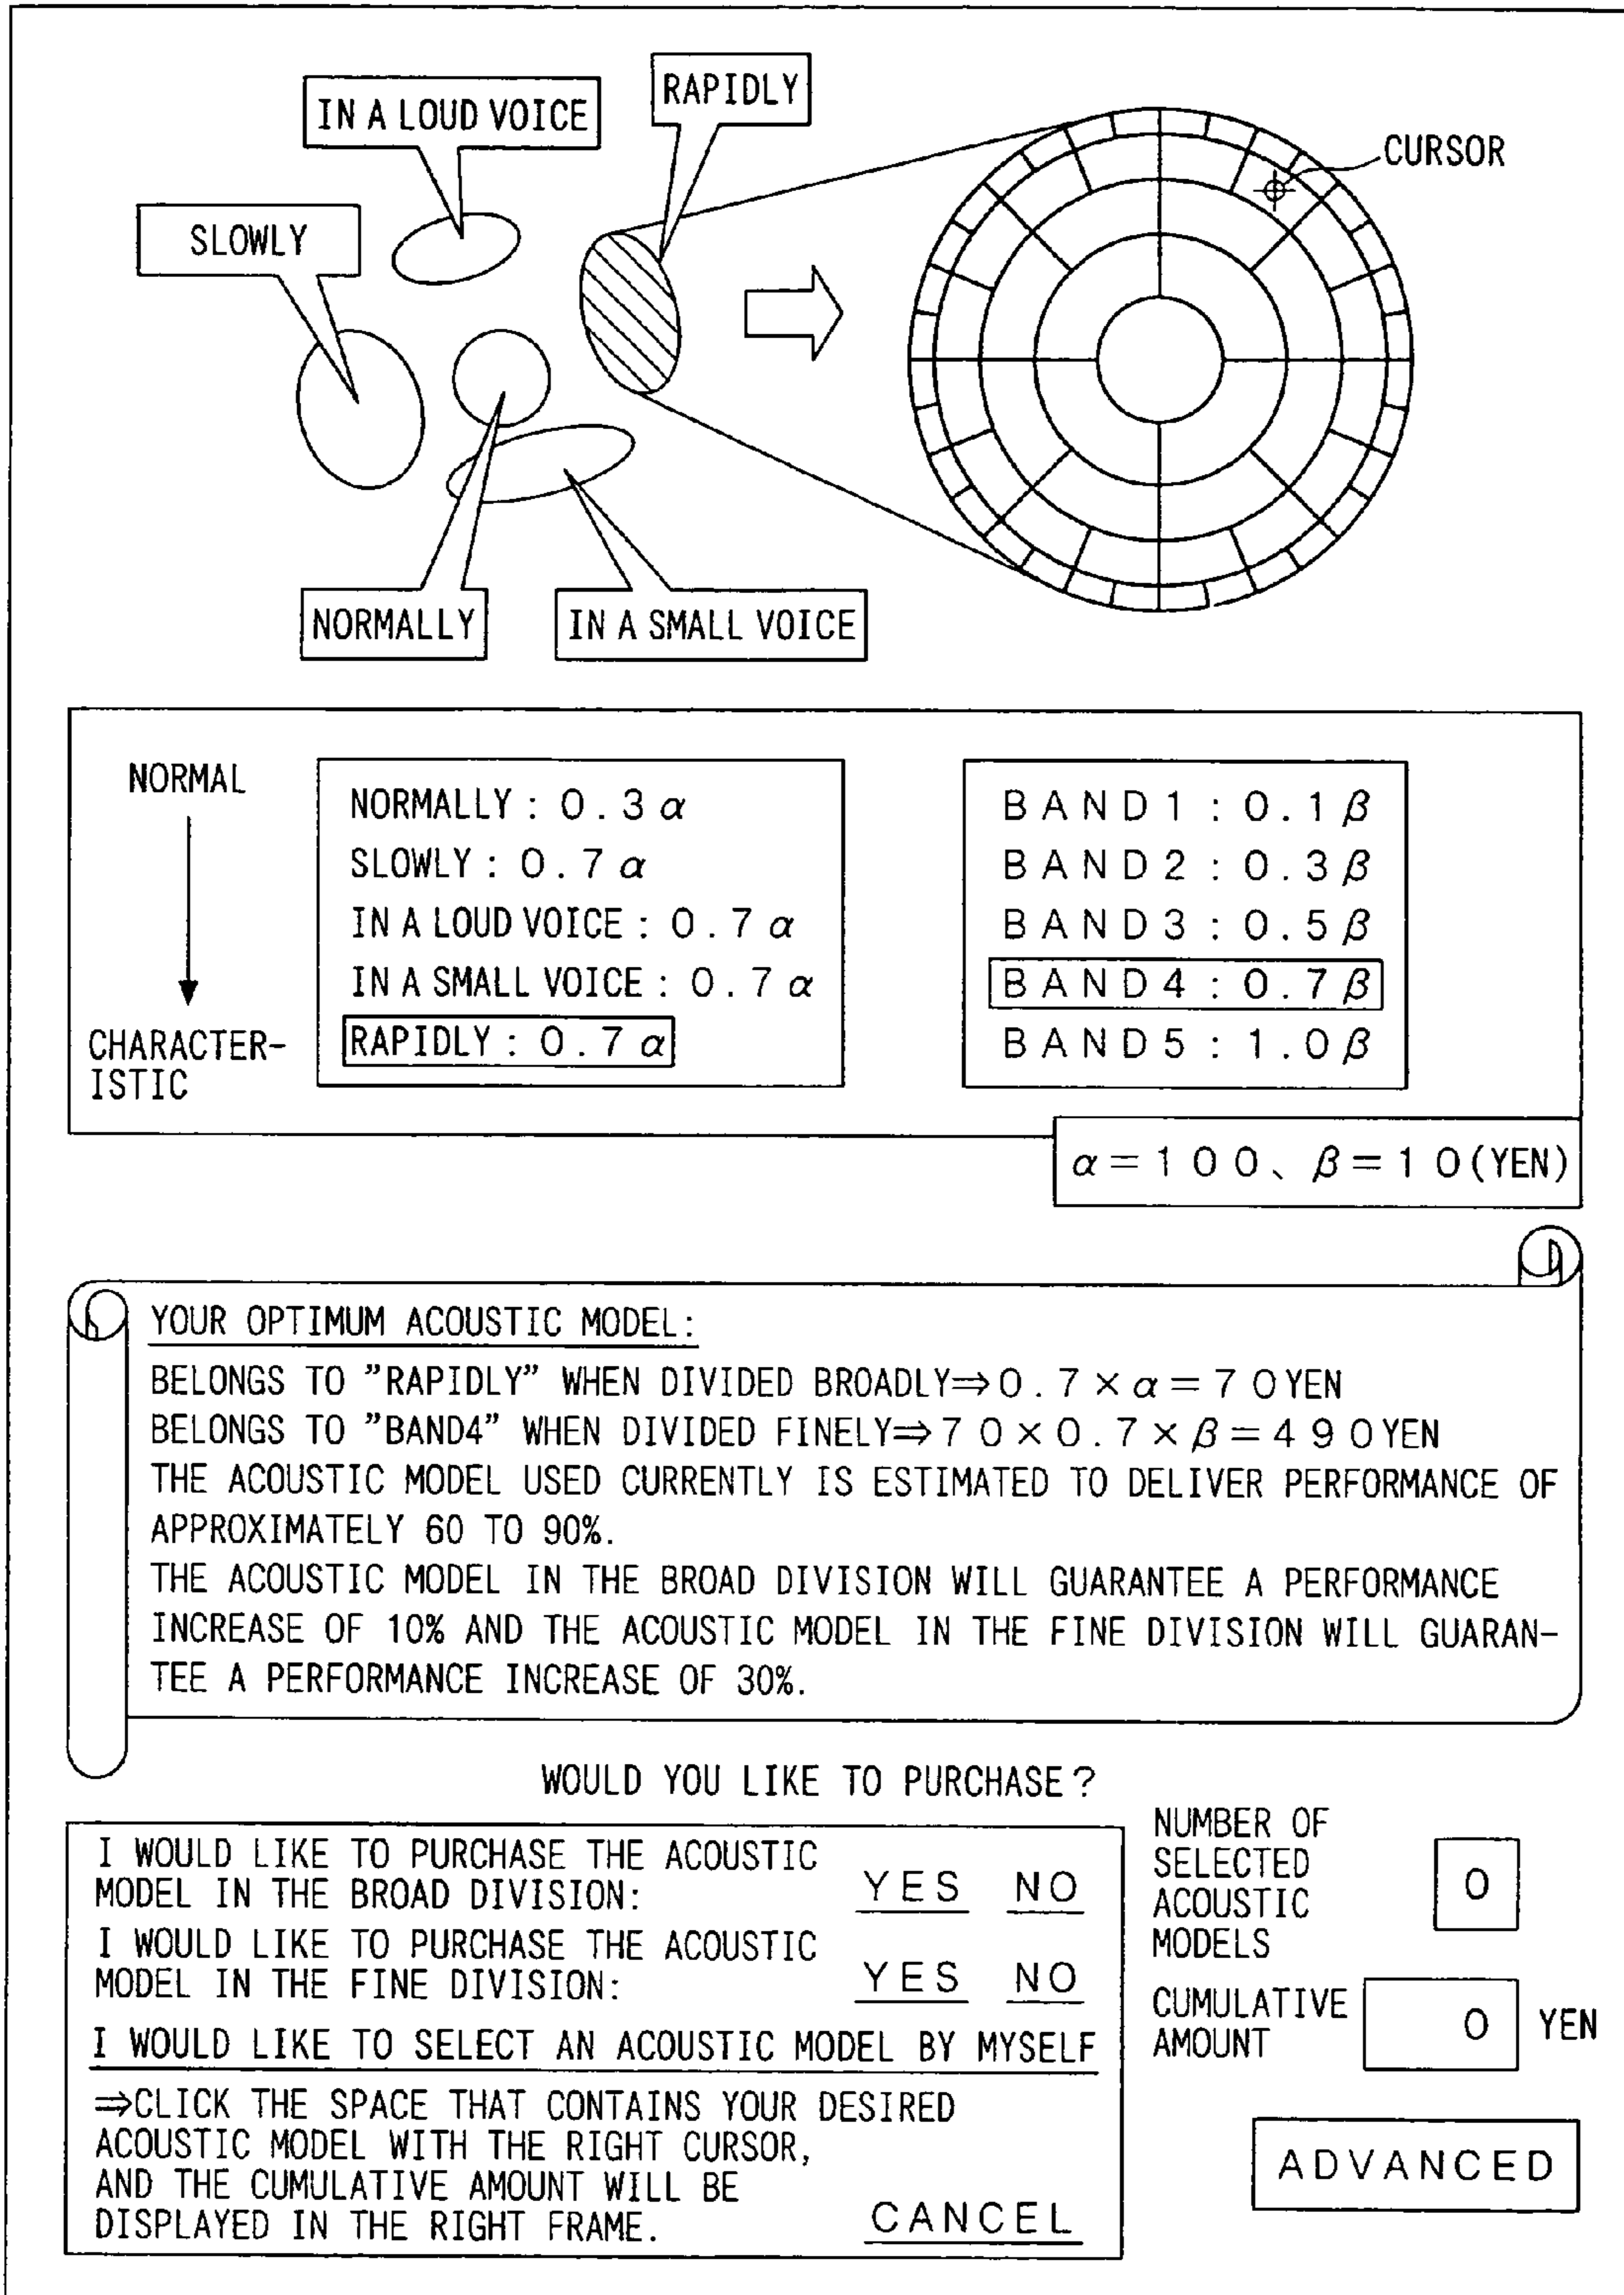 IN A LOUD VOICE
RAPIDLY
CURSOR
SLOWLY
NORMALLY
IN A SMALL VOICE
NORMAL
CHARACTER-
ISTIC
NORMALLY : 0.3α
SLOWLY : 0.7α
IN A LOUD VOICE : 0.7α
IN A SMALL VOICE : 0.7α
RAPIDLY : 0.7α
BAND1 : 0.1β
BAND2 : 0.3β
BAND3 : 0.5β
BAND4 : 0.7β
BAND5 : 1.0β
α=100、β=10(YEN)
YOUR OPTIMUM ACOUSTIC MODEL:
BELONGS TO "RAPIDLY" WHEN DIVIDED BROADLY⇒0.7×α=70YEN
BELONGS TO "BAND4" WHEN DIVIDED FINELY⇒70×0.7×β=490YEN
THE ACOUSTIC MODEL USED CURRENTLY IS ESTIMATED TO DELIVER PERFORMANCE OF
APPROXIMATELY 60 TO 90%.
THE ACOUSTIC MODEL IN THE BROAD DIVISION WILL GUARANTEE A PERFORMANCE
INCREASE OF 10% AND THE ACOUSTIC MODEL IN THE FINE DIVISION WILL GUARAN-
TEE A PERFORMANCE INCREASE OF 30%.
WOULD YOU LIKE TO PURCHASE?
I WOULD LIKE TO PURCHASE THE ACOUSTIC
MODEL IN THE BROAD DIVISION: YES NO
I WOULD LIKE TO PURCHASE THE ACOUSTIC
MODEL IN THE FINE DIVISION: YES NO
I WOULD LIKE TO SELECT AN ACOUSTIC MODEL BY MYSELF
⇒CLICK THE SPACE THAT CONTAINS YOUR DESIRED
ACOUSTIC MODEL WITH THE RIGHT CURSOR,
AND THE CUMULATIVE AMOUNT WILL BE
DISPLAYED IN THE RIGHT FRAME. CANCEL
NUMBER OF
SELECTED
ACOUSTIC
MODELS
0
CUMULATIVE
AMOUNT
0 YEN
ADVANCED